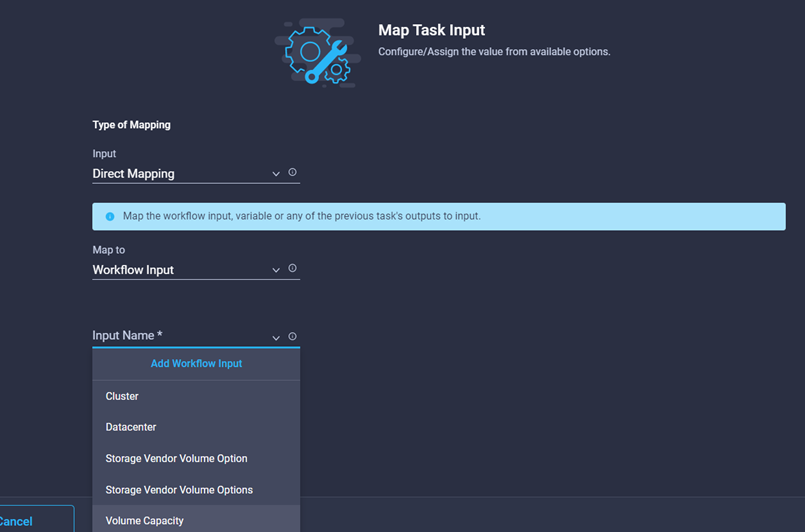 Map Task Input
Configure/Assign the value from available options.
Type of Mapping
Input
Direct Mapping
Map the workflow input, variable or any of the previous task's outputs to input.
Map to
Workflow Input
Input Name *
Add Workflow Input
Cluster
Datacenter
Storage Vendor Volume Option
Storage Vendor Volume Options
Volume Capacity
Cancel